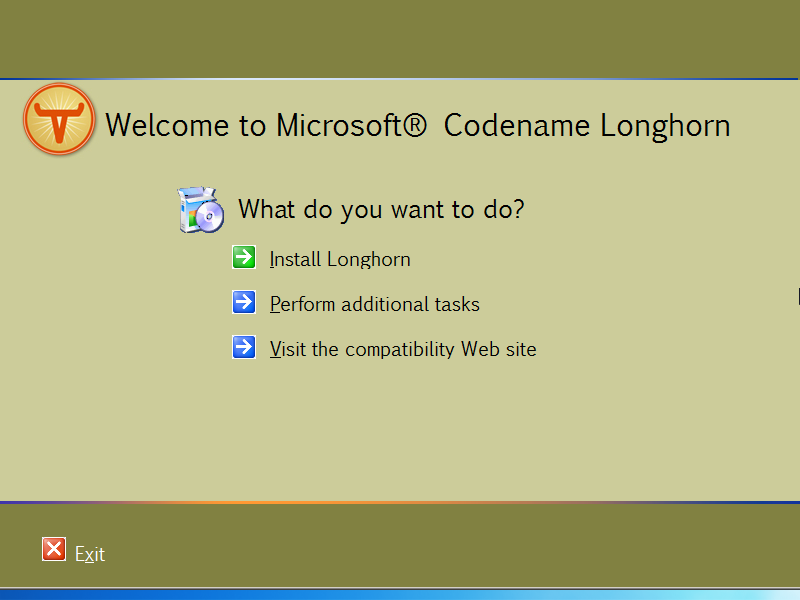 Welcome to Microsoft® Codename Longhorn
What do you want to do?
Install Longhorn
Perform additional tasks
Visit the compatibility Web site
Exit